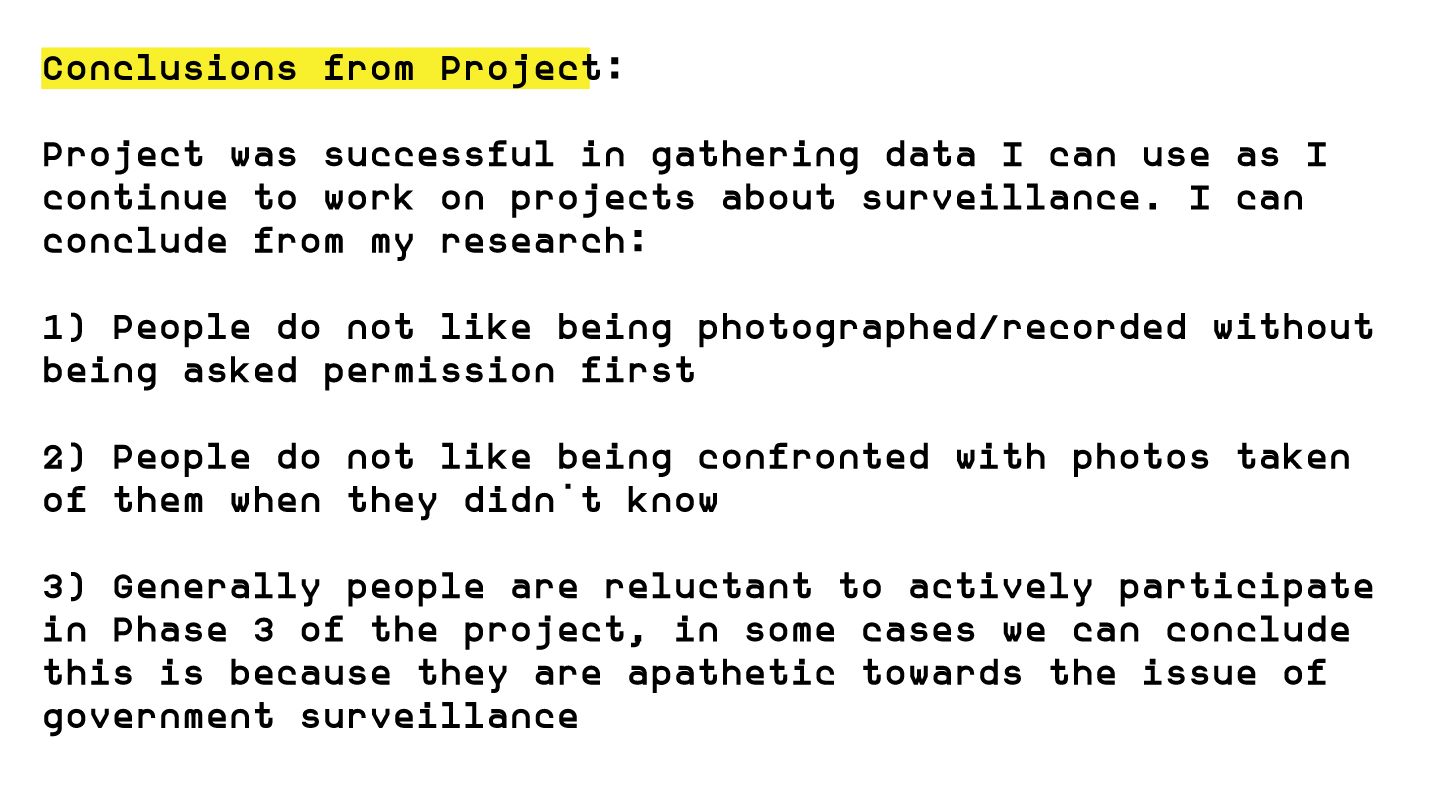 Conclusions from Project:
Project was successful in gathering data I can use as I
continue to work on projects about surveillance. I can
conclude from my research:
1) People do not like being photographed/recorded without
being asked permission first
2) People do not like being confronted with photos taken
of them when they didn't know
3) Generally people are reluctant to actively participate
in Phase 3 of the project, in some cases we can conclude
this is because they are apathetic towards the issue of
government surveillance